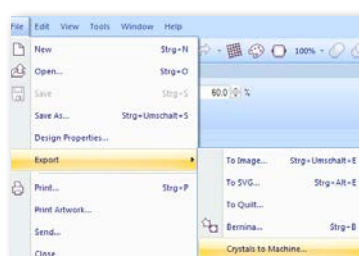 File Edit View Tools Window Help
New Strg+N
100%
Open... Strg+O
Save Strg+S
60.0 %
Save As... Strg+Umschalt+S
Design Properties...
Export
To Image... Strg+Umschalt+E
Print... Strg+P
To SVG... Strg+Alt+E
Print Artwork...
To Quilt...
Send...
Bernina... Strg+B
Close
Crystals to Machine...